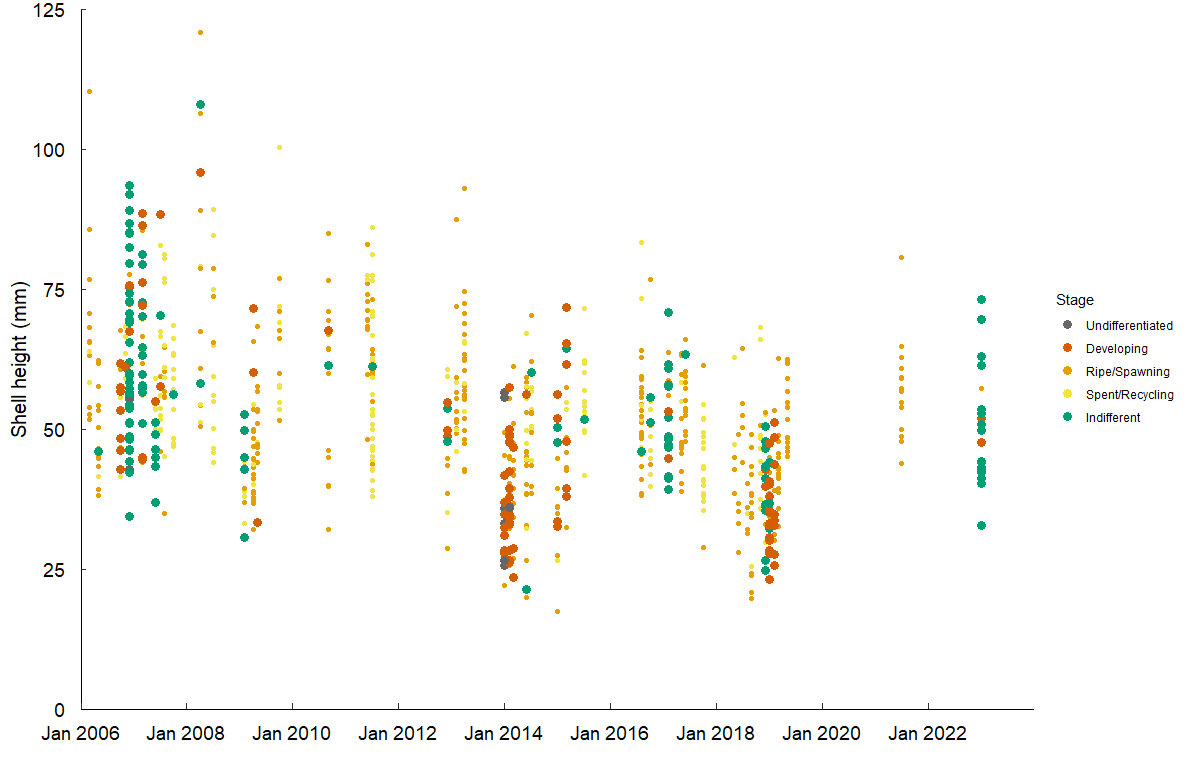 125
100
75
50
25
0
Shell height (mm)
Jan 2006 Jan 2008 Jan 2010 Jan 2012 Jan 2014 Jan 2016 Jan 2018 Jan 2020 Jan 2022
Stage
Undifferentiated
Developing
Ripe/Spawning
Spent/Recycling
Indifferent